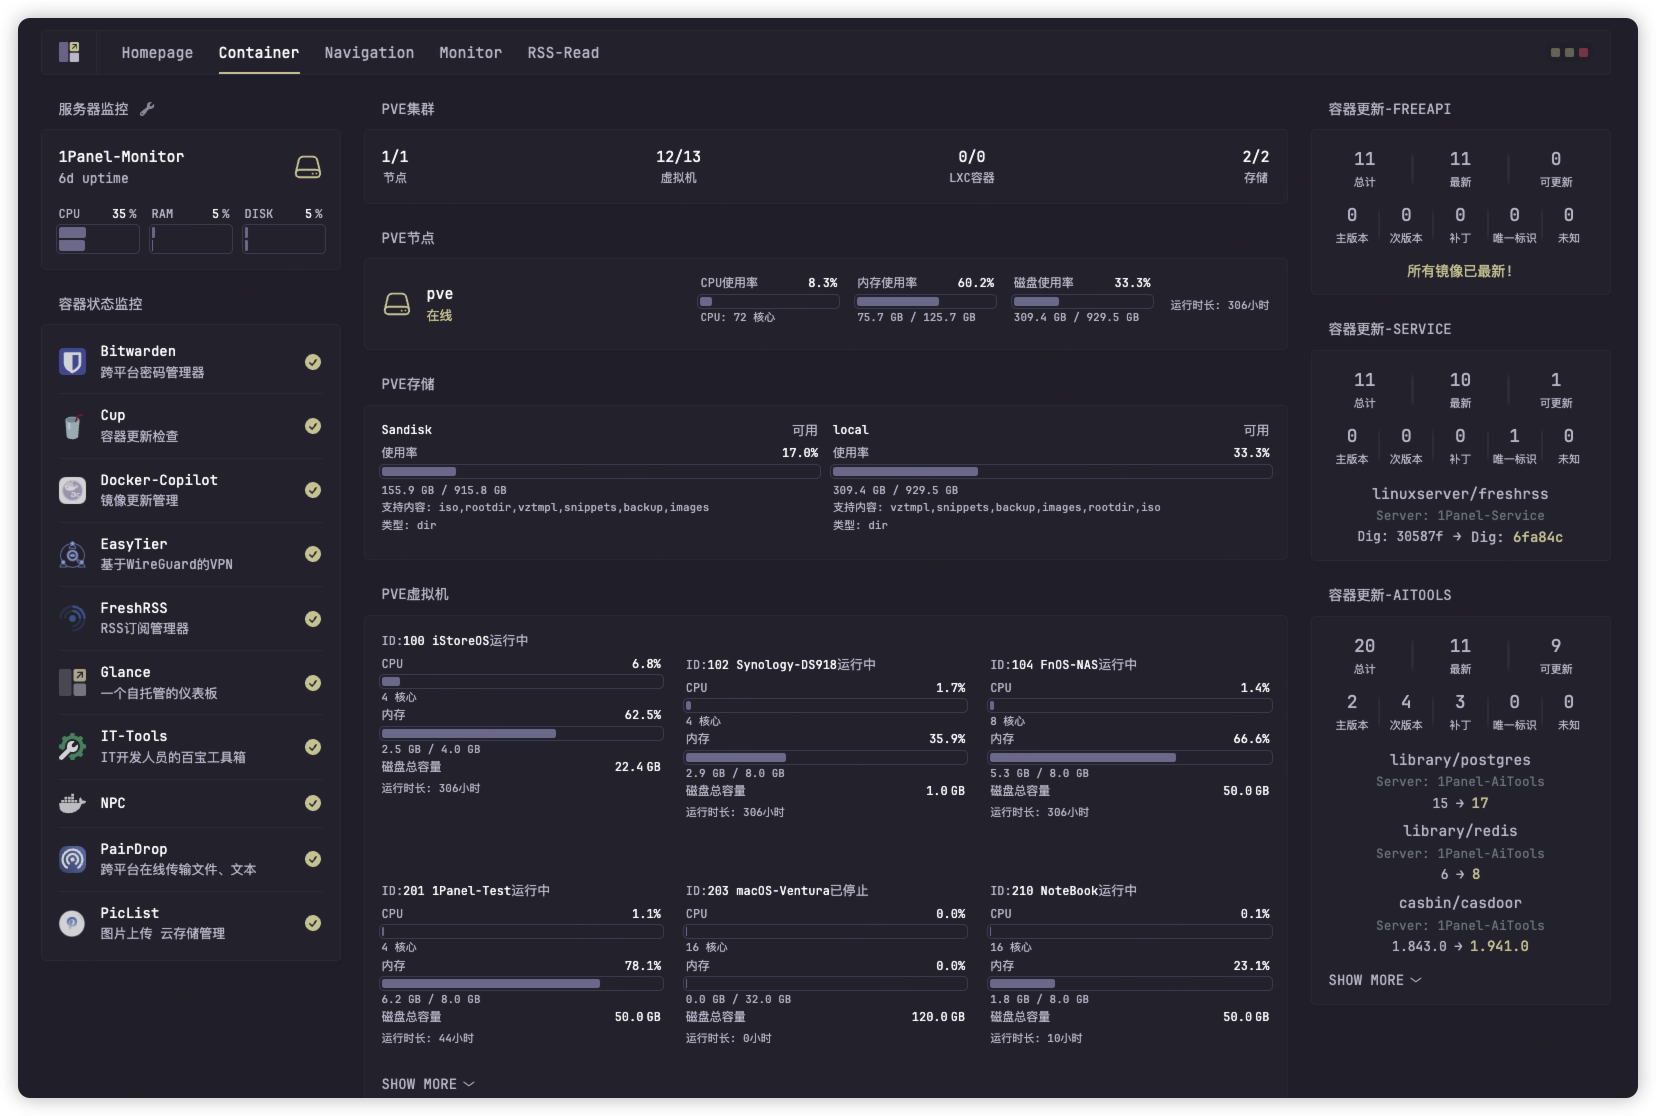 Homepage
Container
Navigation
Monitor
RSS-Read
服务器监控
1Panel-Monitor
6d uptime
CPU 35% RAM 5% DISK 5%
容器状态监控
Bitwarden
跨平台密码管理器
Cup
容器更新检查
Docker-Copilot
镜像更新管理
EasyTier
基于WireGuard的VPN
FreshRSS
RSS订阅管理器
Glance
一个自托管的仪表板
IT-Tools
IT开发人员的百宝工具箱
NPC
PairDrop
跨平台在线传输文件、文本
PicList
图片上传 云存储管理
PVE集群
1/1 12/13 0/0 2/2
节点 虚拟机 LXC容器 存储
PVE节点
pve
在线
CPU使用率 8.3%
CPU: 72 核心
内存使用率 60.2%
75.7 GB / 125.7 GB
磁盘使用率 33.3%
309.4 GB / 929.5 GB
运行时长: 306小时
PVE存储
Sandisk 可用
使用率 17.0%
155.9 GB / 915.8 GB
支持内容: iso,rootdir,vztmpl,snippets,backup,images
类型: dir
local 可用
使用率 33.3%
309.4 GB / 929.5 GB
支持内容: vztmpl,snippets,backup,images,rootdir,iso
类型: dir
PVE虚拟机
ID:100 iStoreOS运行中
CPU 6.8%
4 核心
内存 62.5%
2.5 GB / 4.0 GB
磁盘总容量 22.4GB
运行时长: 306小时
ID:102 Synology-DS918运行中
CPU 1.7%
4 核心
内存 35.9%
2.9 GB / 8.0 GB
磁盘总容量 1.0GB
运行时长: 306小时
ID:104 FnOS-NAS运行中
CPU 1.4%
8 核心
内存 66.6%
5.3 GB / 8.0 GB
磁盘总容量 50.0GB
运行时长: 306小时
ID:201 1Panel-Test运行中
CPU 1.1%
4 核心
内存 78.1%
6.2 GB / 8.0 GB
磁盘总容量 50.0GB
运行时长: 44小时
ID:203 macOS-Ventura已停止
CPU 0.0%
16 核心
内存 0.0%
0.0 GB / 32.0 GB
磁盘总容量 120.0GB
运行时长: 0小时
ID:210 NoteBook运行中
CPU 0.1%
16 核心
内存 23.1%
1.8 GB / 8.0 GB
磁盘总容量 50.0GB
运行时长: 10小时
SHOW MORE
容器更新-FREEAPI
11 11 0
总计 最新 可更新
0 0 0 0 0
主版本 次版本 补丁 唯一标识 未知
所有镜像已最新！
容器更新-SERVICE
11 10 1
总计 最新 可更新
0 0 0 1 0
主版本 次版本 补丁 唯一标识 未知
linuxserver/freshrss
Server: 1Panel-Service
Dig: 30587f → Dig: 6fa84c
容器更新-AITOOLS
20 11 9
总计 最新 可更新
2 4 3 0 0
主版本 次版本 补丁 唯一标识 未知
library/postgres
Server: 1Panel-AiTools
15 → 17
library/redis
Server: 1Panel-AiTools
6 → 8
casbin/casdoor
Server: 1Panel-AiTools
1.843.0 → 1.941.0
SHOW MORE